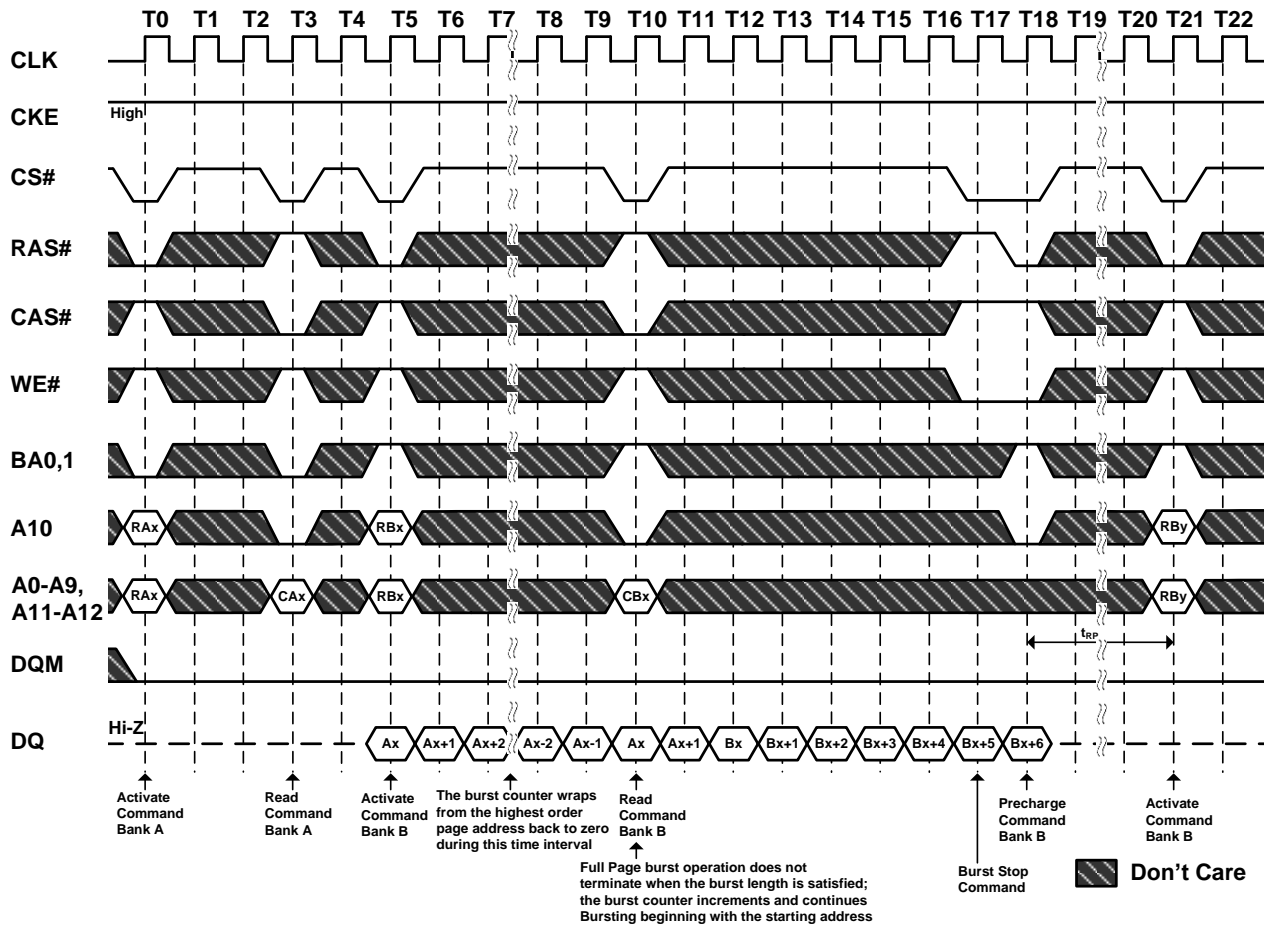 T0 T1 T2 T3 T4 T5 T6 T7 T8 T9 T10 T11 T12 T13 T14 T15 T16 T17 T18 T19 T20 T21 T22
CLK
CKE
High
CS#
RAS#
CAS#
WE#
BA0,1
A10
RAx
RBx
RBy
A0-A9,
A11-A12
RAx
CAx
RBx
CBx
RBy
tRP
DQM
DQ
Hi-Z
Ax Ax+1 Ax+2 Ax-2 Ax-1 Ax Ax+1 Bx Bx+1 Bx+2 Bx+3 Bx+4 Bx+5 Bx+6
Activate
Command
Bank A
Read
Command
Bank A
Activate
Command
Bank B
The burst counter wraps
from the highest order
page address back to zero
during this time interval
Read
Command
Bank B
Full Page burst operation does not
terminate when the burst length is satisfied;
the burst counter increments and continues
Bursting beginning with the starting address
Burst Stop
Command
Precharge
Command
Bank B
Activate
Command
Bank B
Don't Care